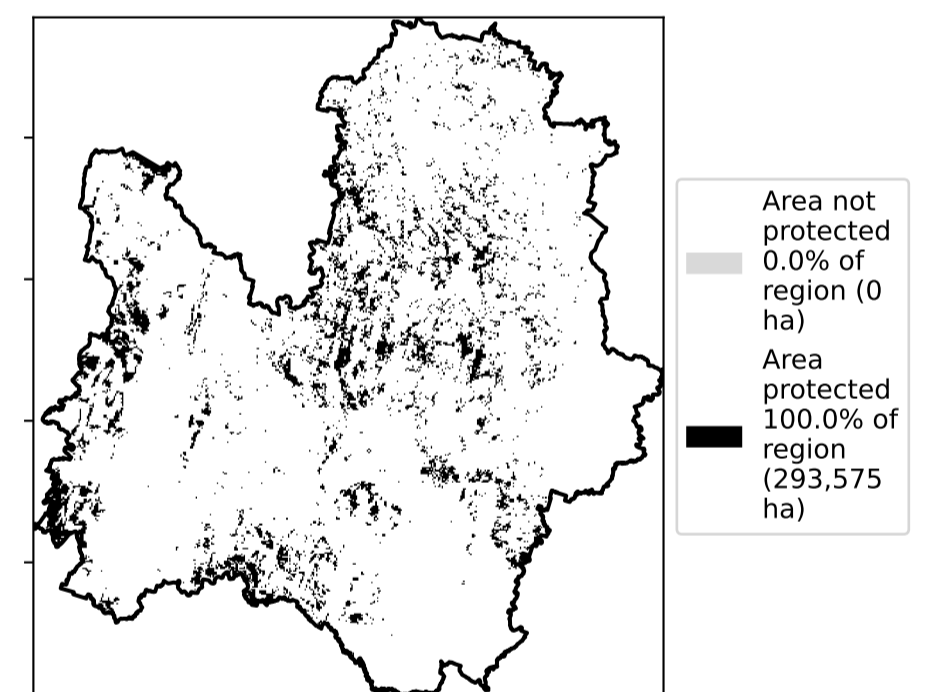 Area not
protected
0.0% of
region (0
ha)
Area
protected
100.0% of
region
(293,575
ha)